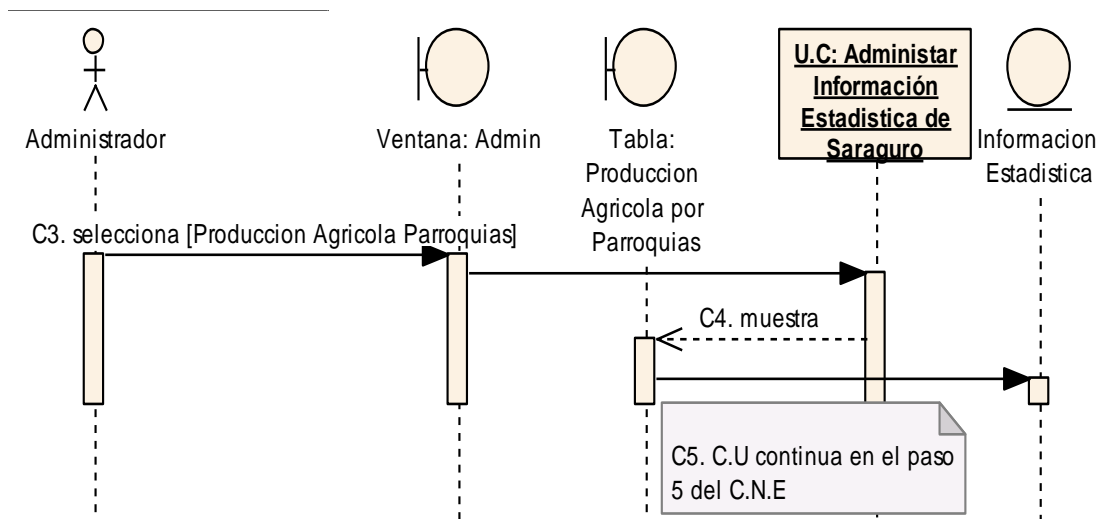 Administrador
Ventana: Admin
Tabla:
Produccion
Agricola por
Parroquias
U.C: Administar
Información
Estadistica de
Saraguro
Informacion
Estadistica
C3. selecciona [Produccion Agricola Parroquias]
C4. muestra
C5. C.U continua en el paso
5 del C.N.E